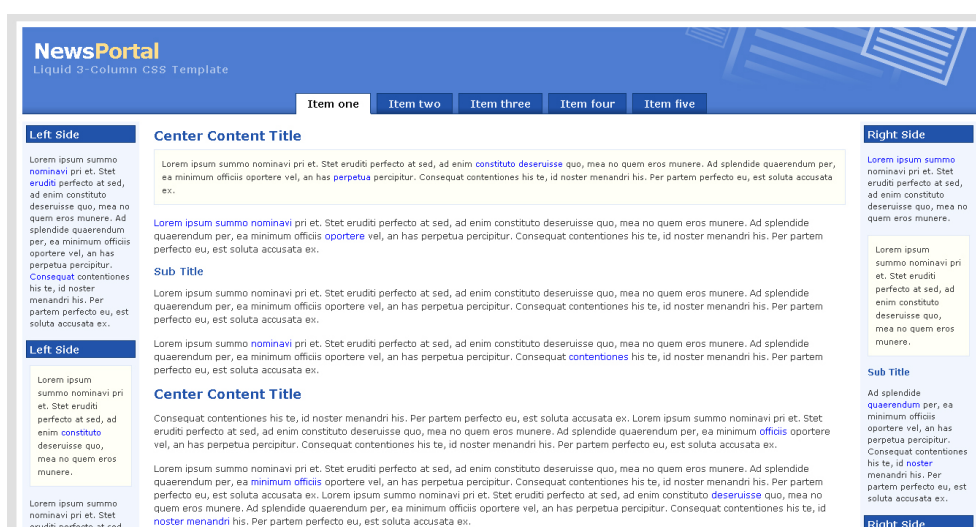 NewsPortal
Liquid 3-Column CSS Template
Item one
Item two
Item three
Item four
Item five
Left Side
Lorem ipsum summo
nominavi pri et. Stet
eruditi perfecto at sed,
ad enim constituto
deseruisse quo, mea no
quem eros munere. Ad
splendide quaerendum
per, ea minimum officiis
oportere vel, an has
perpetua percipitur.
Consequat contentiones
his te, id noster
menandri his. Per
partem perfecto eu, est
soluta accusata ex.
Left Side
Lorem ipsum
summo nominavi pri
et. Stet eruditi
perfecto at sed, ad
enim constituto
deseruisse quo,
mea no quem eros
munere.
Lorem ipsum summo
nominavi pri et. Stet
eruditi perfecto at sed,
Center Content Title
Lorem ipsum summo nominavi pri et. Stet eruditi perfecto at sed, ad enim constituto deseruisse quo, mea no quem eros munere. Ad splendide quaerendum per,
ea minimum officiis oportere vel, an has perpetua percipitur. Consequat contentiones his te, id noster menandri his. Per partem perfecto eu, est soluta accusata
ex.
Lorem ipsum summo nominavi pri et. Stet eruditi perfecto at sed, ad enim constituto deseruisse quo, mea no quem eros munere. Ad splendide
quaerendum per, ea minimum officiis oportere vel, an has perpetua percipitur. Consequat contentiones his te, id noster menandri his. Per partem
perfecto eu, est soluta accusata ex.
Sub Title
Lorem ipsum summo nominavi pri et. Stet eruditi perfecto at sed, ad enim constituto deseruisse quo, mea no quem eros munere. Ad splendide
quaerendum per, ea minimum officiis oportere vel, an has perpetua percipitur. Consequat contentiones his te, id noster menandri his. Per partem
perfecto eu, est soluta accusata ex.
Lorem ipsum summo nominavi pri et. Stet eruditi perfecto at sed, ad enim constituto deseruisse quo, mea no quem eros munere. Ad splendide
quaerendum per, ea minimum officiis oportere vel, an has perpetua percipitur. Consequat contentiones his te, id noster menandri his. Per partem
perfecto eu, est soluta accusata ex.
Center Content Title
Consequat contentiones his te, id noster menandri his. Per partem perfecto eu, est soluta accusata ex. Lorem ipsum summo nominavi pri et. Stet
eruditi perfecto at sed, ad enim constituto deseruisse quo, mea no quem eros munere. Ad splendide quaerendum per, ea minimum officiis oportere
vel, an has perpetua percipitur. Consequat contentiones his te, id noster menandri his. Per partem perfecto eu, est soluta accusata ex.
Lorem ipsum summo nominavi pri et. Stet eruditi perfecto at sed, ad enim constituto deseruisse quo, mea no quem eros munere. Ad splendide
quaerendum per, ea minimum officiis oportere vel, an has perpetua percipitur. Consequat contentiones his te, id noster menandri his. Per partem
perfecto eu, est soluta accusata ex. Lorem ipsum summo nominavi pri et. Stet eruditi perfecto at sed, ad enim constituto deseruisse quo, mea no
quem eros munere. Ad splendide quaerendum per, ea minimum officiis oportere vel, an has perpetua percipitur. Consequat contentiones his te, id
noster menandri his. Per partem perfecto eu, est soluta accusata ex.
Right Side
Lorem ipsum summo
nominavi pri et. Stet
eruditi perfecto at sed,
ad enim constituto
deseruisse quo, mea no
quem eros munere.
Lorem ipsum
summo nominavi pri
et. Stet eruditi
perfecto at sed, ad
enim constituto
deseruisse quo,
mea no quem eros
munere.
Sub Title
Ad splendide
quaerendum per, ea
minimum officiis
oportere vel, an has
perpetua percipitur.
Consequat contentiones
his te, id noster
menandri his. Per
partem perfecto eu, est
soluta accusata ex.
Right Side